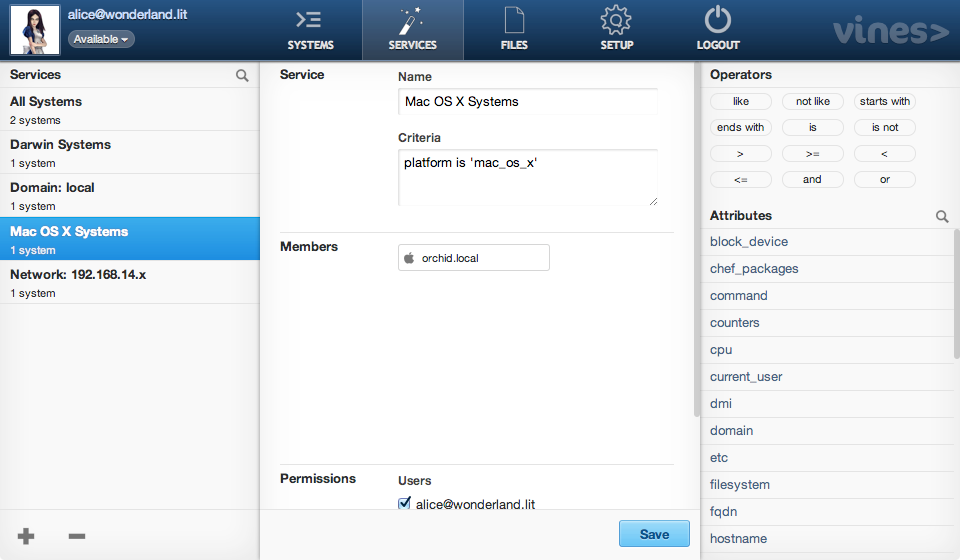 alice@wonderland.lit
Available
SYSTEMS
SERVICES
FILES
SETUP
LOGOUT
vines>
Services
All Systems
2 systems
Darwin Systems
1 system
Domain: local
1 system
Mac OS X Systems
1 system
Network: 192.168.14.x
1 system
Service
Name
Mac OS X Systems
Criteria
platform is 'mac_os_x'
Members
orchid.local
Permissions
Users
alice@wonderland.lit
Save
Operators
like not like starts with
ends with is is not
> >= <
<= and or
Attributes
block_device
chef_packages
command
counters
cpu
current_user
dmi
domain
etc
filesystem
fqdn
hostname